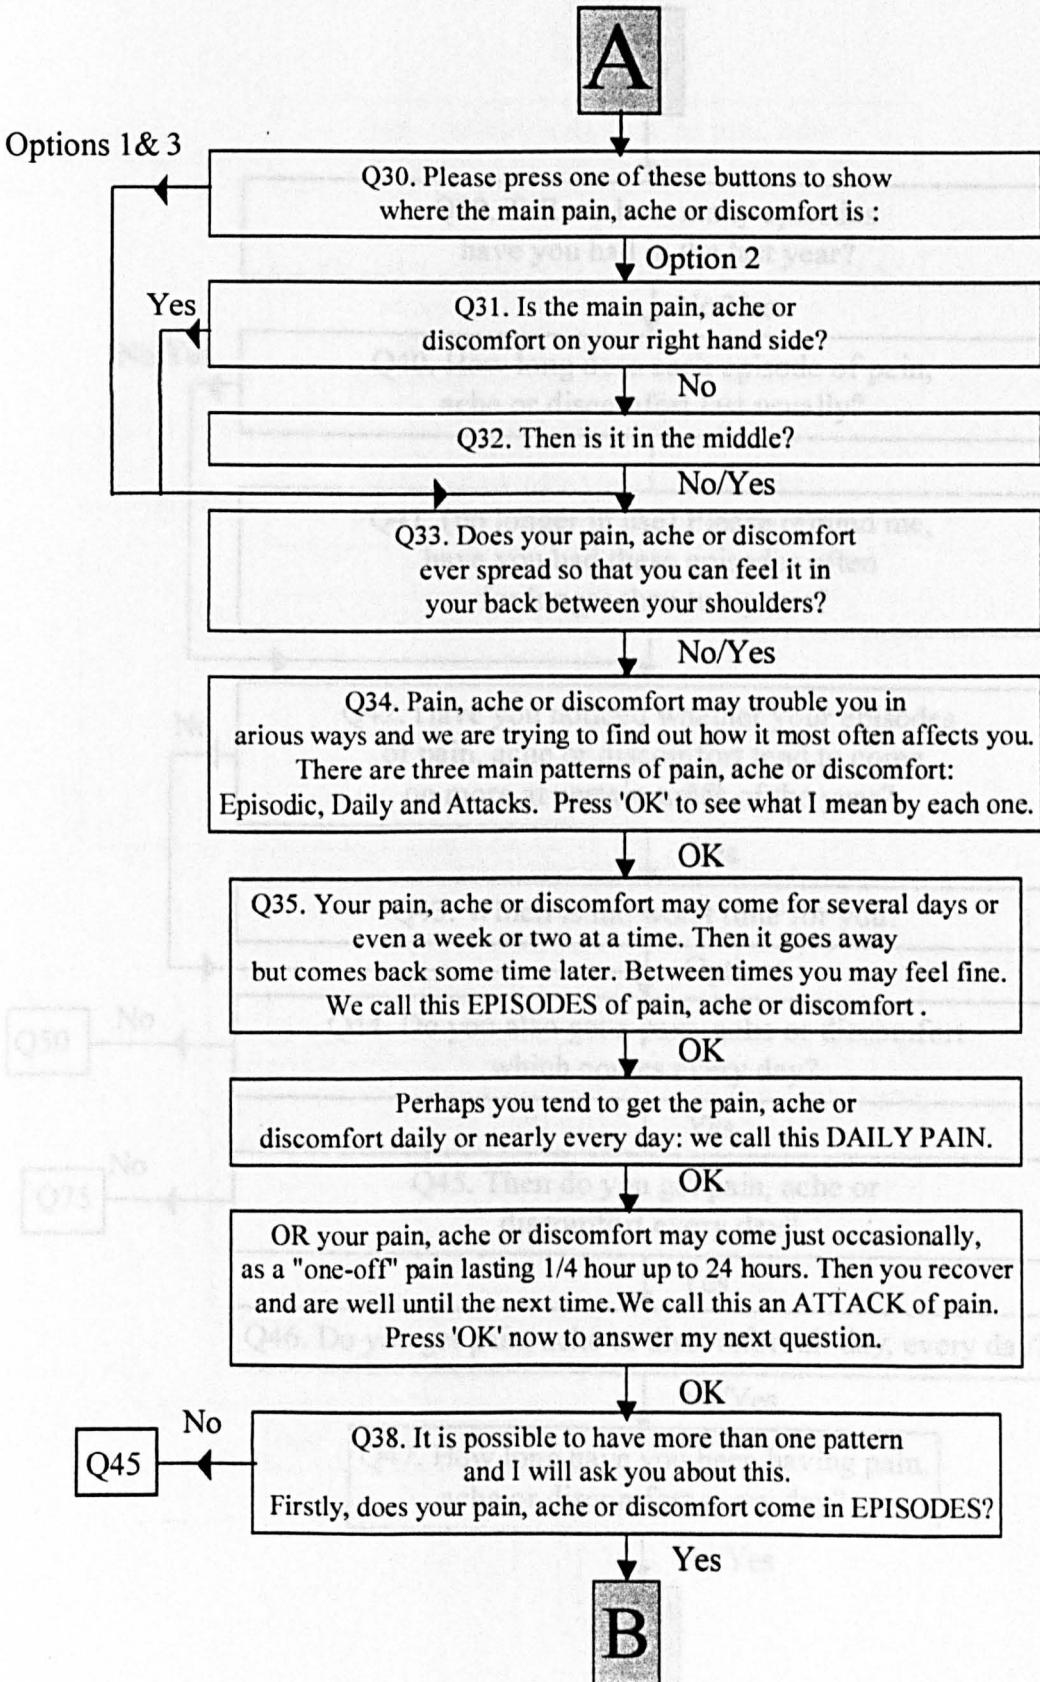 A
Options 1& 3
Q30. Please press one of these buttons to show
where the main pain, ache or discomfort is :
Option 2
Yes
Q31. Is the main pain, ache or
discomfort on your right hand side?
No
Q32. Then is it in the middle?
No/Yes
Q33. Does your pain, ache or discomfort
ever spread so that you can feel it in
your back between your shoulders?
No/Yes
Q34. Pain, ache or discomfort may trouble you in
arious ways and we are trying to find out how it most often affects you.
There are three main patterns of pain, ache or discomfort:
Episodic, Daily and Attacks. Press 'OK' to see what I mean by each one.
OK
Q35. Your pain, ache or discomfort may come for several days or
even a week or two at a time. Then it goes away
but comes back some time later. Between times you may feel fine.
We call this EPISODES of pain, ache or discomfort .
OK
Perhaps you tend to get the pain, ache or
discomfort daily or nearly every day: we call this DAILY PAIN.
OK
OR your pain, ache or discomfort may come just occasionally,
as a "one-off" pain lasting 1/4 hour up to 24 hours. Then you recover
and are well until the next time. We call this an ATTACK of pain.
Press 'OK' now to answer my next question.
OK
No
Q45
Q38. It is possible to have more than one pattern
and I will ask you about this.
Firstly, does your pain, ache or discomfort come in EPISODES?
Yes
B